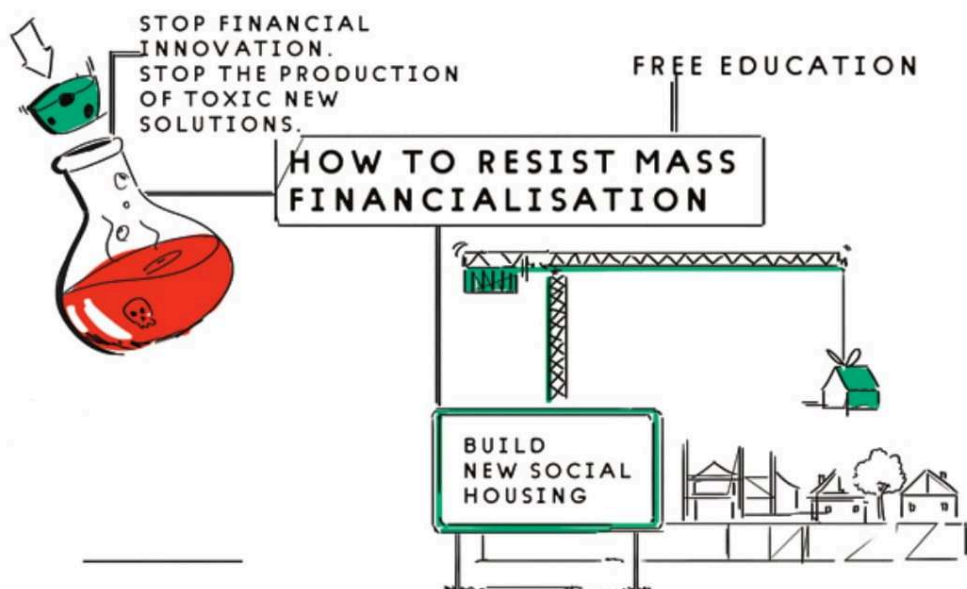 STOP FINANCIAL
INNOVATION.
STOP THE PRODUCTION
OF TOXIC NEW
SOLUTIONS.
FREE EDUCATION
HOW TO RESIST MASS
FINANCIALISATION
BUILD
NEW SOCIAL
HOUSING